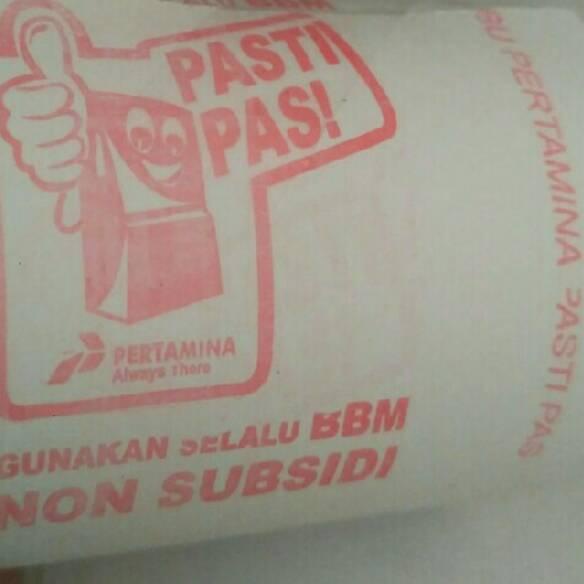 PASTI
PAS!
PERTAMINA
Always There
GUNAKAN SELALU BBM
NON SUBSIDI
BU PERTAMINA PASTI PAS